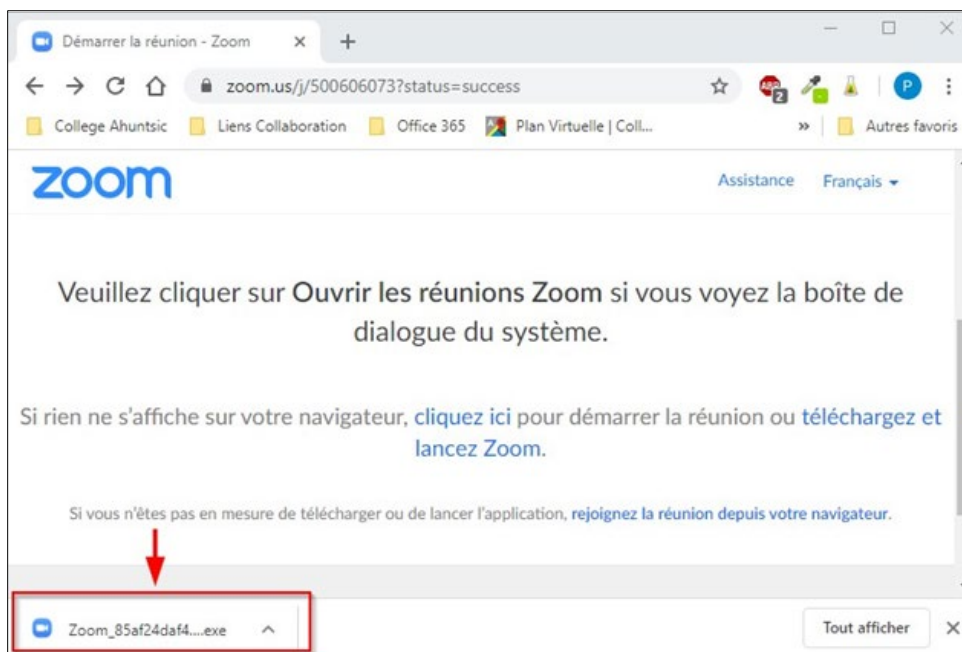 Démarrer la réunion - Zoom
zoom.us/j/500606073?status=success
ABP
2
P
College Ahuntsic
Liens Collaboration
Office 365
Plan Virtuelle | Coll...
»
Autres favoris
zoom
Assistance
Français
Veuillez cliquer sur Ouvrir les réunions Zoom si vous voyez la boîte de
dialogue du système.
Si rien ne s'affiche sur votre navigateur, cliquez ici pour démarrer la réunion ou téléchargez et
lancez Zoom.
Si vous n'êtes pas en mesure de télécharger ou de lancer l'application, rejoignez la réunion depuis votre navigateur.
Zoom_85af24daf4....exe
Tout afficher